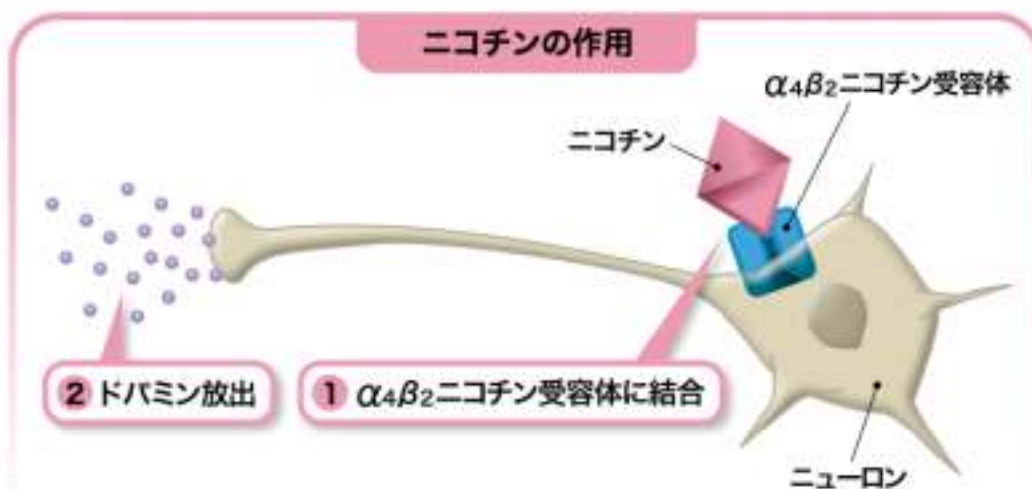 ニコチンの作用
α4β2ニコチン受容体
ニコチン
② ドパミン放出
① α4β2ニコチン受容体に結合
ニューロン